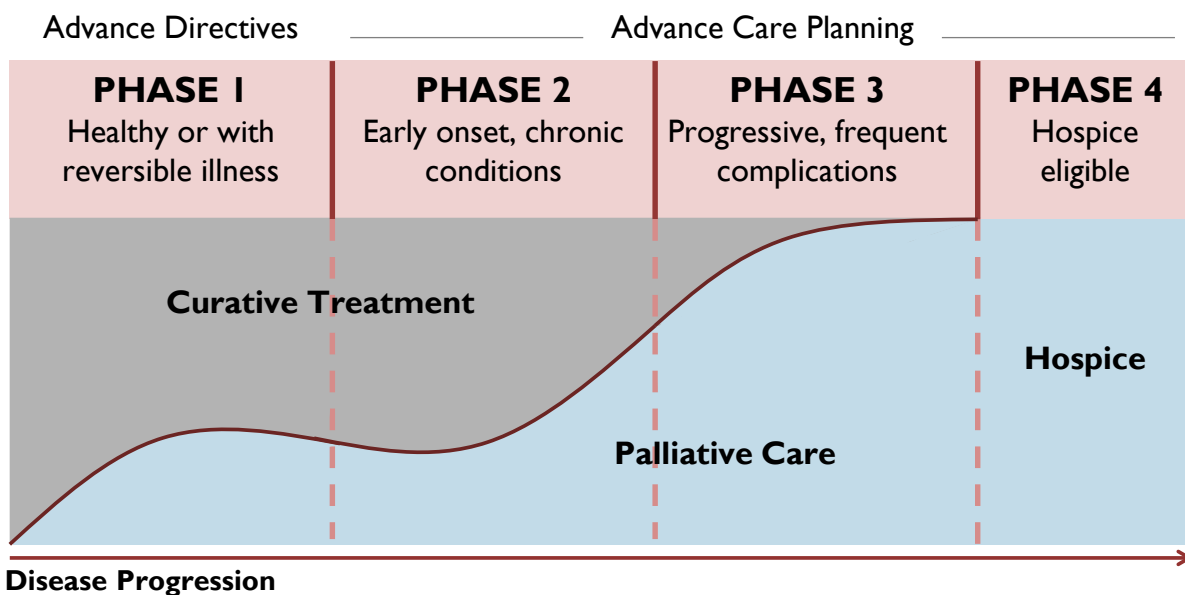 Advance Directives
Advance Care Planning
PHASE 1
Healthy or with
reversible illness
PHASE 2
Early onset, chronic
conditions
PHASE 3
Progressive, frequent
complications
PHASE 4
Hospice
eligible
Curative Treatment
Hospice
Palliative Care
Disease Progression